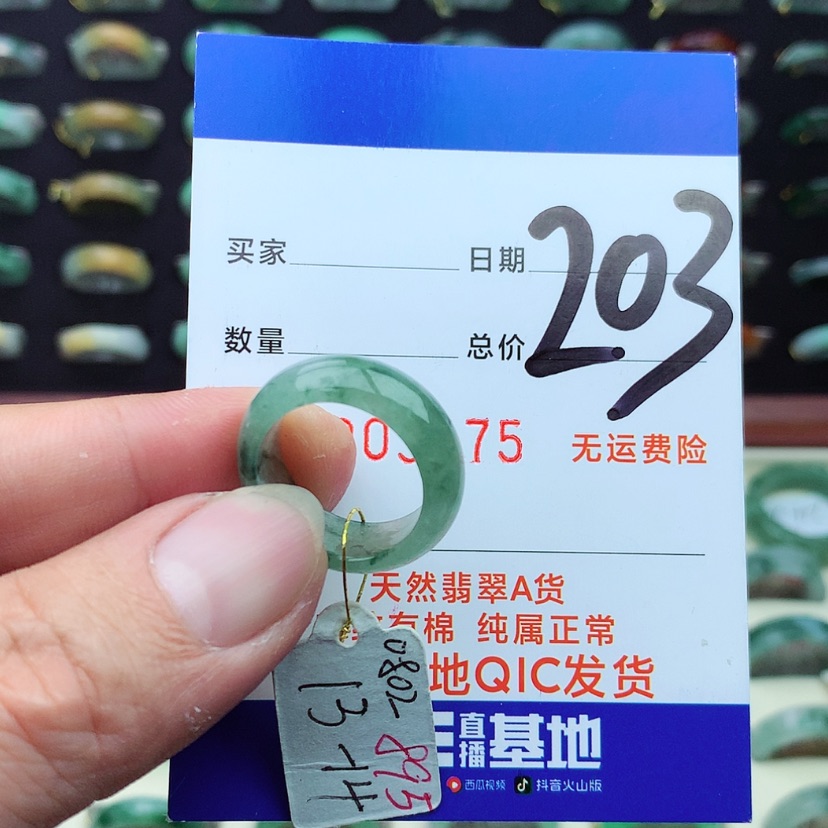 买家 日期
203
数量 总价
75 无运费险
天然翡翠A货
有棉 纯属正常
地QIC发货
直播基地
西瓜视频 抖音火山版
0802-893
13-14